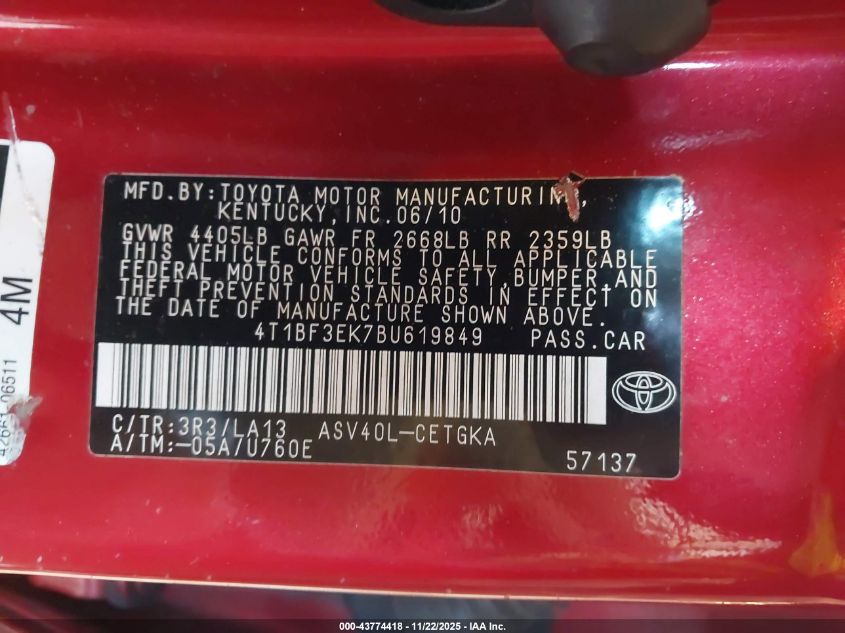 MFD.BY:TOYOTA MOTOR MANUFACTURING,
KENTUCKY,INC.06/10
GVWR 4405LB GAWR FR 2668LB RR 2359LB
THIS VEHICLE CONFORMS TO ALL APPLICABLE
FEDERAL MOTOR VEHICLE SAFETY,BUMPER,AND
THEFT PREVENTION STANDARDS IN EFFECT ON
THE DATE OF MANUFACTURE SHOWN ABOVE.
4T1BF3EK7BU619849 PASS.CAR
C/TR:3R3/LA13 ASV40L-CETGKA
A/TM:-05A/U760E
57137
4M
42661-06511
000-43774418 - 11/22/2025 - IAA Inc.